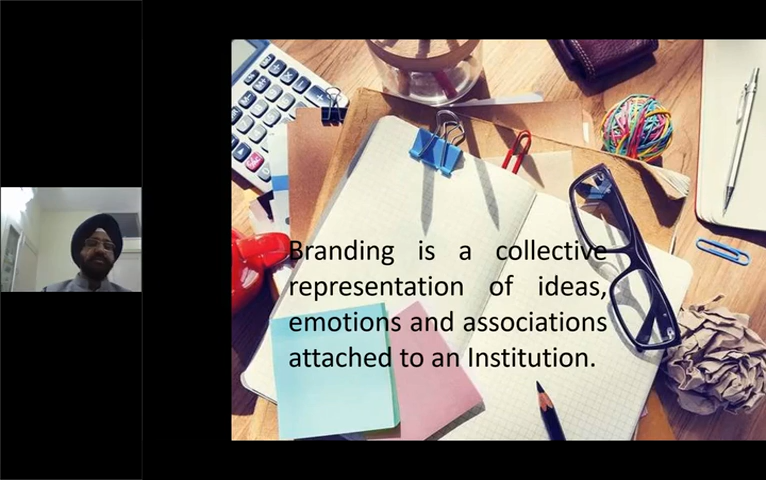 Branding is a collective
representation of ideas,
emotions and associations
attached to an Institution.